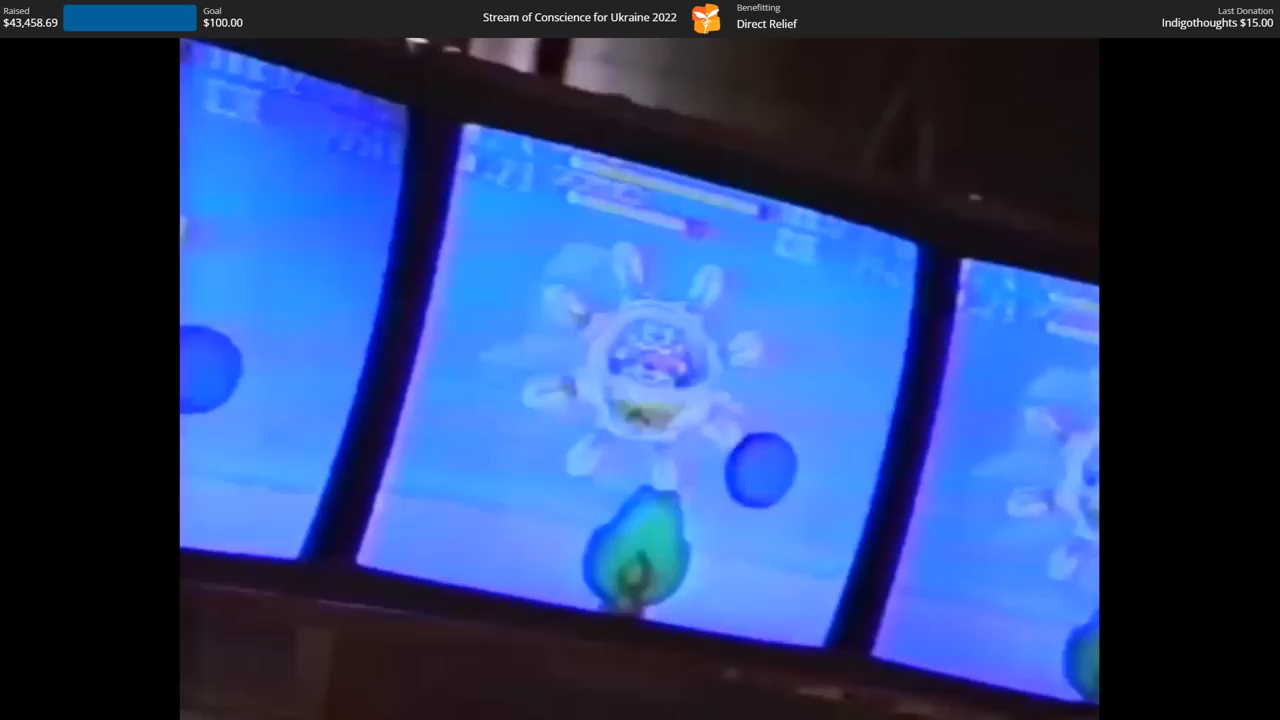 Raised
$43,458.69
Goal
$100.00
Stream of Conscience for Ukraine 2022
Benefitting
Direct Relief
Last Donation
Indigothoughts $15.00